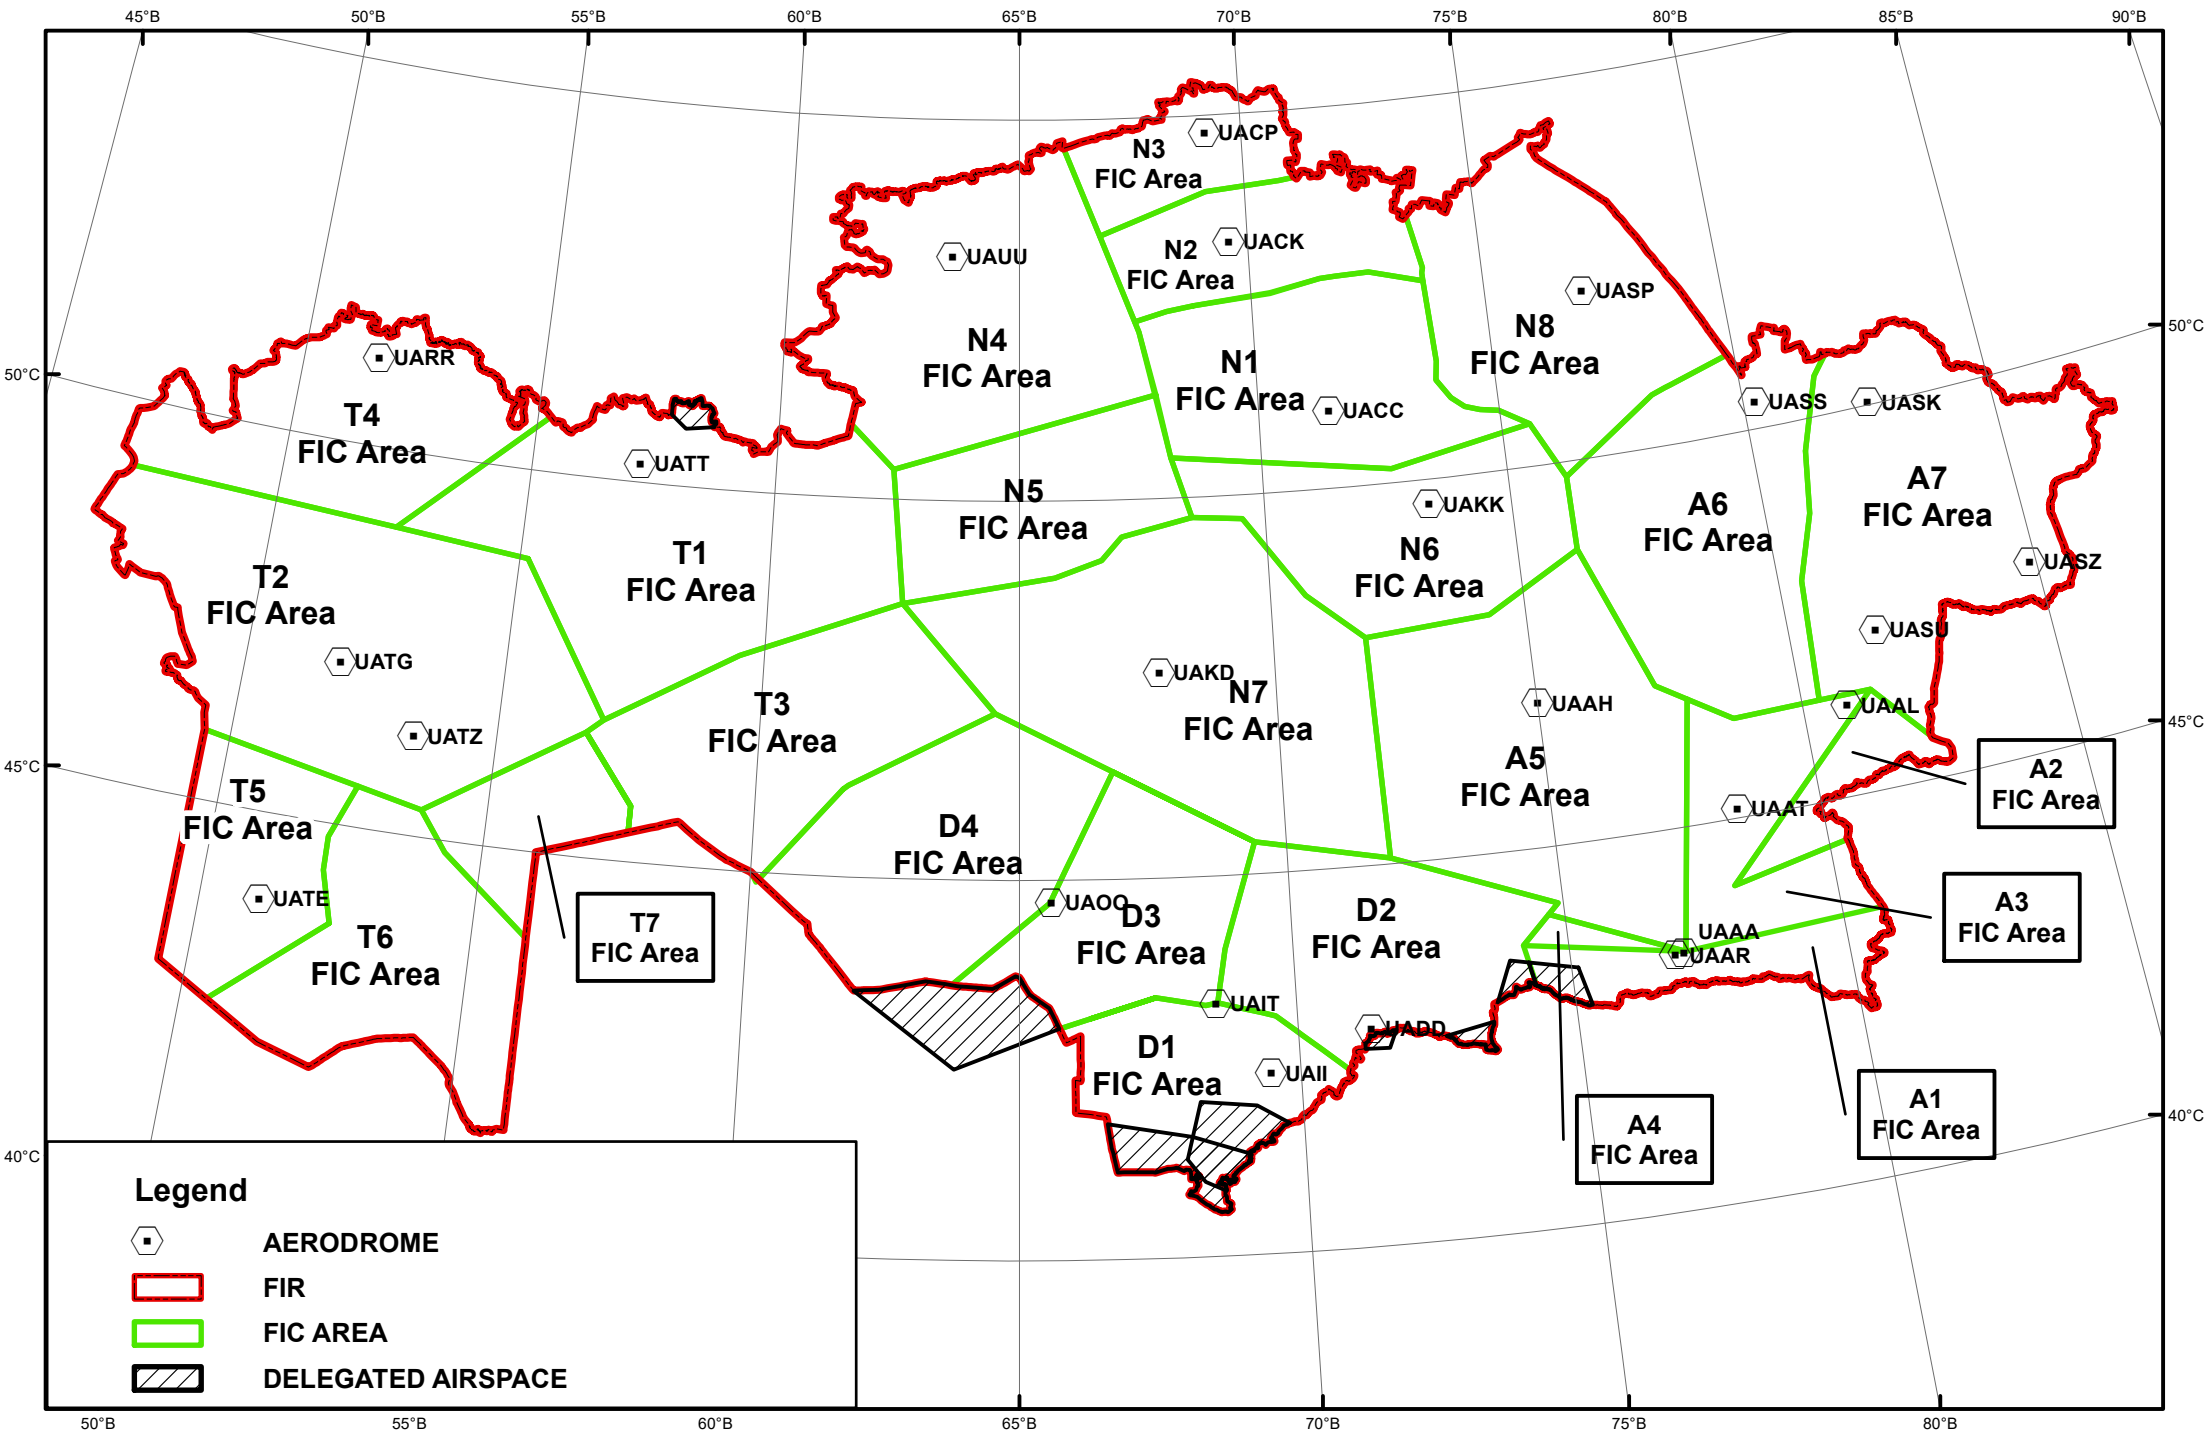 45°B 50°B 55°B 60°B 65°B 70°B 75°B 80°B 85°B 90°B
UACP
N3
FIC Area
UACK
N2
FIC Area
UAUU
UASP
50°C
N8
FIC Area
N4
FIC Area
UARR
N1
FIC Area
50°C
UASS
UASK
UACC
T4
FIC Area
UATT
A7
FIC Area
N5
FIC Area
A6
FIC Area
UAKK
T1
FIC Area
N6
FIC Area
UASZ
T2
FIC Area
UASU
UATG
UAKD
N7
FIC Area
T3
FIC Area
UAAH
UAAL
45°C
UATZ
A5
FIC Area
45°C
A2
FIC Area
T5
FIC Area
UAAT
D4
FIC Area
UATE
UAOO
A3
FIC Area
D3
FIC Area
D2
FIC Area
T7
FIC Area
T6
FIC Area
UAAA
UAAR
UAIT
UADD
D1
FIC Area
UAII
A1
FIC Area
40°C
A4
FIC Area
40°C
Legend
AERODROME
FIR
FIC AREA
DELEGATED AIRSPACE
50°B 55°B 60°B 65°B 70°B 75°B 80°B